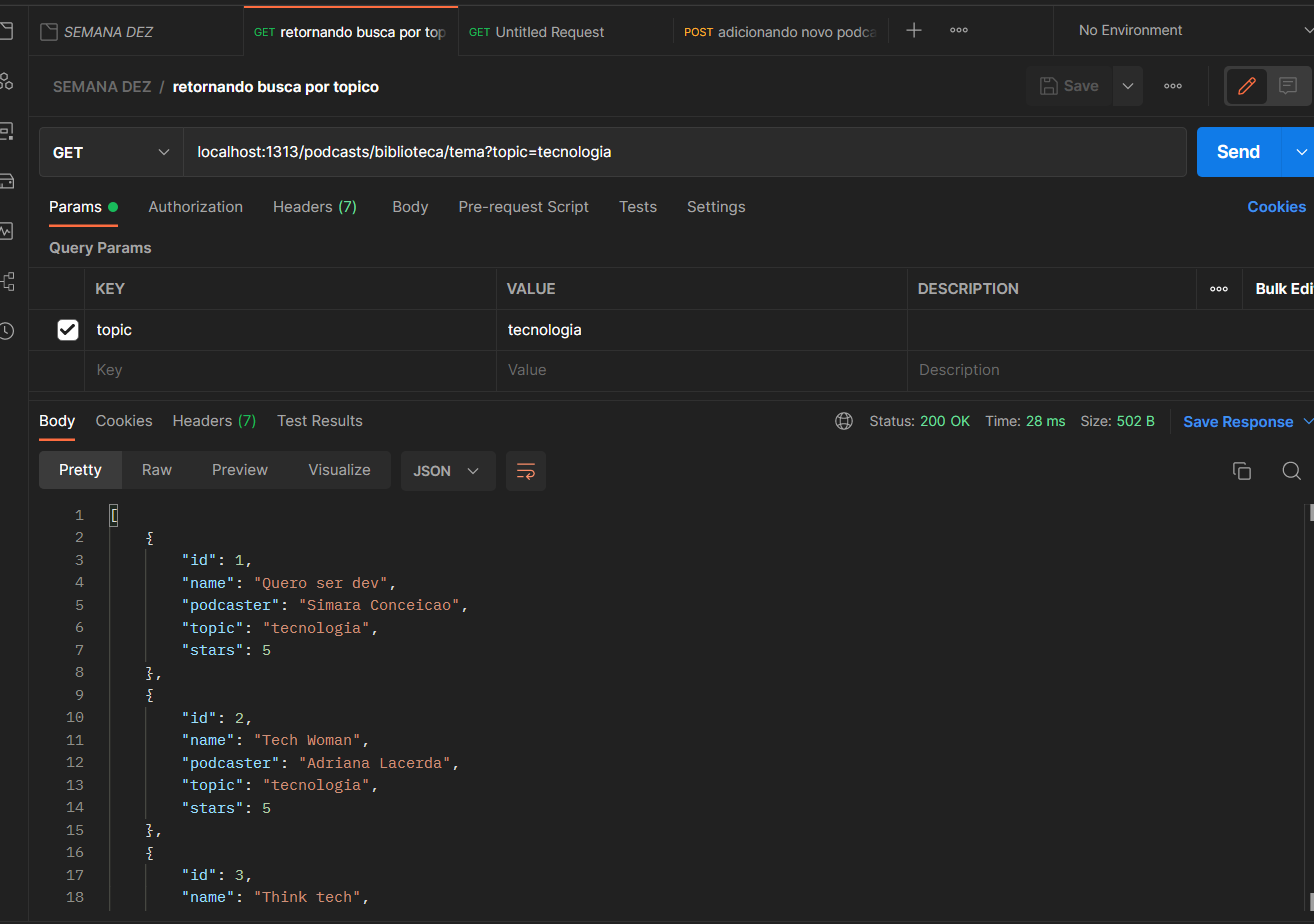 SEMANA DEZ
GET retornando busca por top
GET Untitled Request
POST adicionando novo podca
No Environment
SEMANA DEZ / retornando busca por topico
Save
GET
localhost:1313/podcasts/biblioteca/tema?topic=tecnologia
Send
Params Authorization Headers (7) Body Pre-request Script Tests Settings Cookies
Query Params
KEY VALUE DESCRIPTION Bulk Edi
topic tecnologia
Key Value Description
Body Cookies Headers (7) Test Results Status: 200 OK Time: 28 ms Size: 502 B Save Response
Pretty Raw Preview Visualize JSON
1 [
2 {
3 "id": 1,
4 "name": "Quero ser dev",
5 "podcaster": "Simara Conceicao",
6 "topic": "tecnologia",
7 "stars": 5
8 },
9 {
10 "id": 2,
11 "name": "Tech Woman",
12 "podcaster": "Adriana Lacerda",
13 "topic": "tecnologia",
14 "stars": 5
15 },
16 {
17 "id": 3,
18 "name": "Think tech",